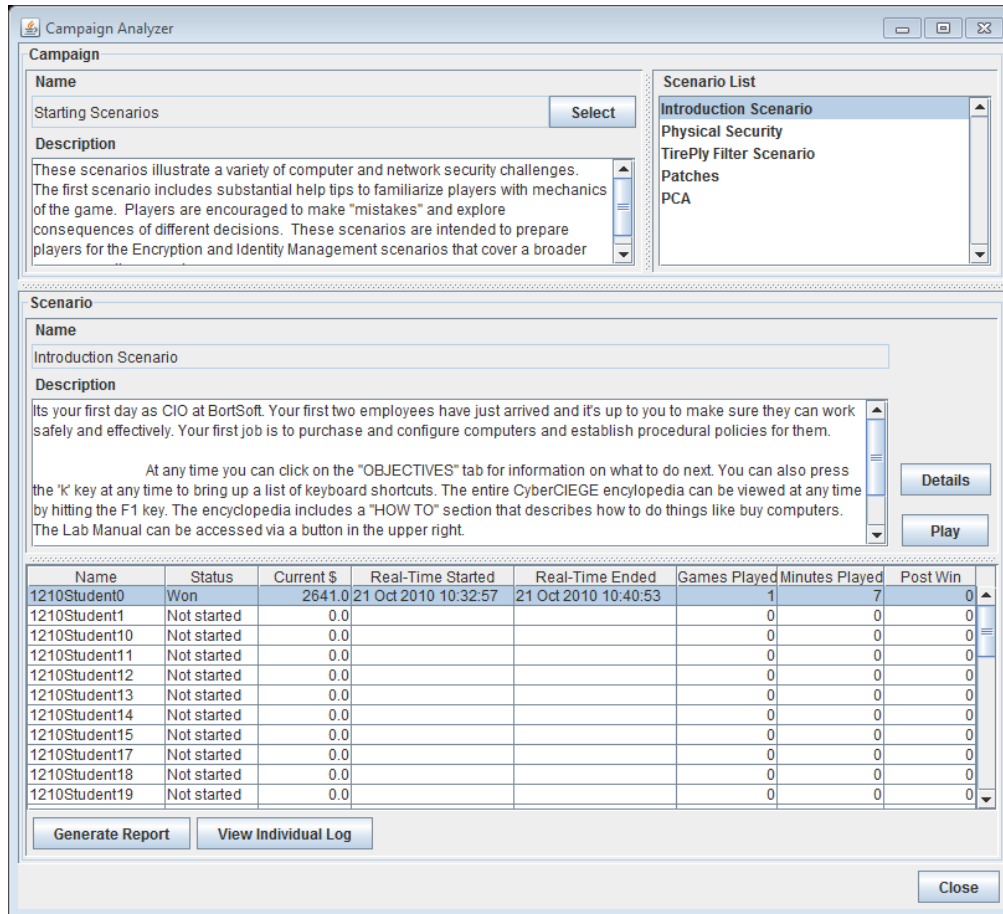 Campaign Analyzer
Campaign
Name
Starting Scenarios
Select
Description
These scenarios illustrate a variety of computer and network security challenges.
The first scenario includes substantial help tips to familiarize players with mechanics
of the game. Players are encouraged to make "mistakes" and explore
consequences of different decisions. These scenarios are intended to prepare
players for the Encryption and Identity Management scenarios that cover a broader
Scenario List
Introduction Scenario
Physical Security
TirePly Filter Scenario
Patches
PCA
Scenario
Name
Introduction Scenario
Description
Its your first day as CIO at BortSoft. Your first two employees have just arrived and it's up to you to make sure they can work
safely and effectively. Your first job is to purchase and configure computers and establish procedural policies for them.
At any time you can click on the "OBJECTIVES" tab for information on what to do next. You can also press
the 'k' key at any time to bring up a list of keyboard shortcuts. The entire CyberCIEGE encylopedia can be viewed at any time
by hitting the F1 key. The encyclopedia includes a "HOW TO" section that describes how to do things like buy computers.
The Lab Manual can be accessed via a button in the upper right.
Details
Play
Name Status Current $ Real-Time Started Real-Time Ended Games Played Minutes Played Post Win
1210Student0 Won 2641.0 21 Oct 2010 10:32:57 21 Oct 2010 10:40:53 1 7 0
1210Student1 Not started 0.0 0 0 0
1210Student10 Not started 0.0 0 0 0
1210Student11 Not started 0.0 0 0 0
1210Student12 Not started 0.0 0 0 0
1210Student13 Not started 0.0 0 0 0
1210Student14 Not started 0.0 0 0 0
1210Student15 Not started 0.0 0 0 0
1210Student17 Not started 0.0 0 0 0
1210Student18 Not started 0.0 0 0 0
1210Student19 Not started 0.0 0 0 0
Generate Report View Individual Log
Close